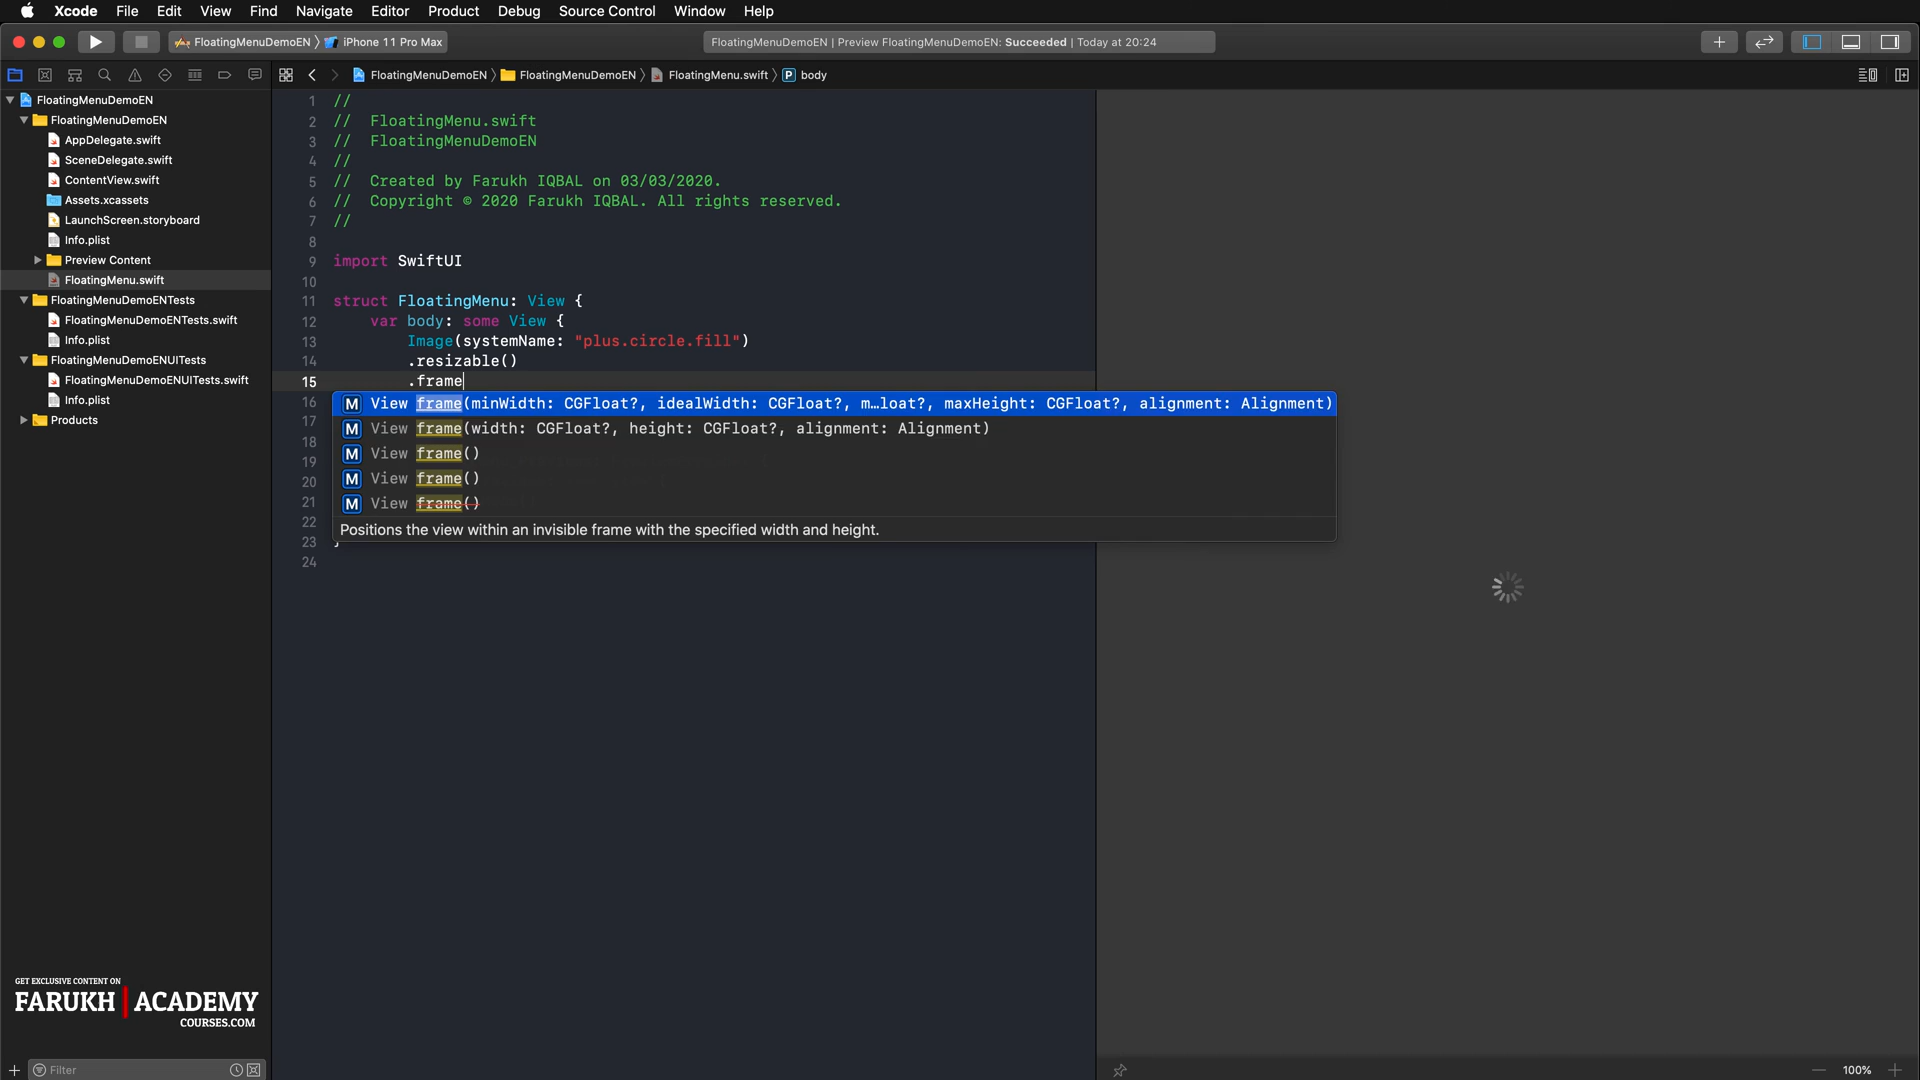 Xcode File Edit View Find Navigate Editor Product Debug Source Control Window Help
FloatingMenuDemoEN iPhone 11 Pro Max FloatingMenuDemoEN | Preview FloatingMenuDemoEN: Succeeded | Today at 20:24
FloatingMenuDemoEN FloatingMenuDemoEN FloatingMenu.swift P body
FloatingMenuDemoEN
FloatingMenuDemoEN
AppDelegate.swift
SceneDelegate.swift
ContentView.swift
Assets.xcassets
LaunchScreen.storyboard
Info.plist
Preview Content
FloatingMenu.swift
FloatingMenuDemoENTests
FloatingMenuDemoENTests.swift
Info.plist
FloatingMenuDemoENUITests
FloatingMenuDemoENUITests.swift
Info.plist
Products
GET EXCLUSIVE CONTENT ON
FARUKH | ACADEMY
COURSES.COM
Filter
1 //
2 // FloatingMenu.swift
3 // FloatingMenuDemoEN
4 //
5 // Created by Farukh IQBAL on 03/03/2020.
6 // Copyright © 2020 Farukh IQBAL. All rights reserved.
7 //
8
9 import SwiftUI
10
11 struct FloatingMenu: View {
12 var body: some View {
13 Image(systemName: "plus.circle.fill")
14 .resizable()
15 .frame
16 M View frame(minWidth: CGFloat?, idealWidth: CGFloat?, m…loat?, maxHeight: CGFloat?, alignment: Alignment)
17 M View frame(width: CGFloat?, height: CGFloat?, alignment: Alignment)
18 M View frame()
19
20 M View frame()
21 M View frame()
22 Positions the view within an invisible frame with the specified width and height.
23 }
24
100%